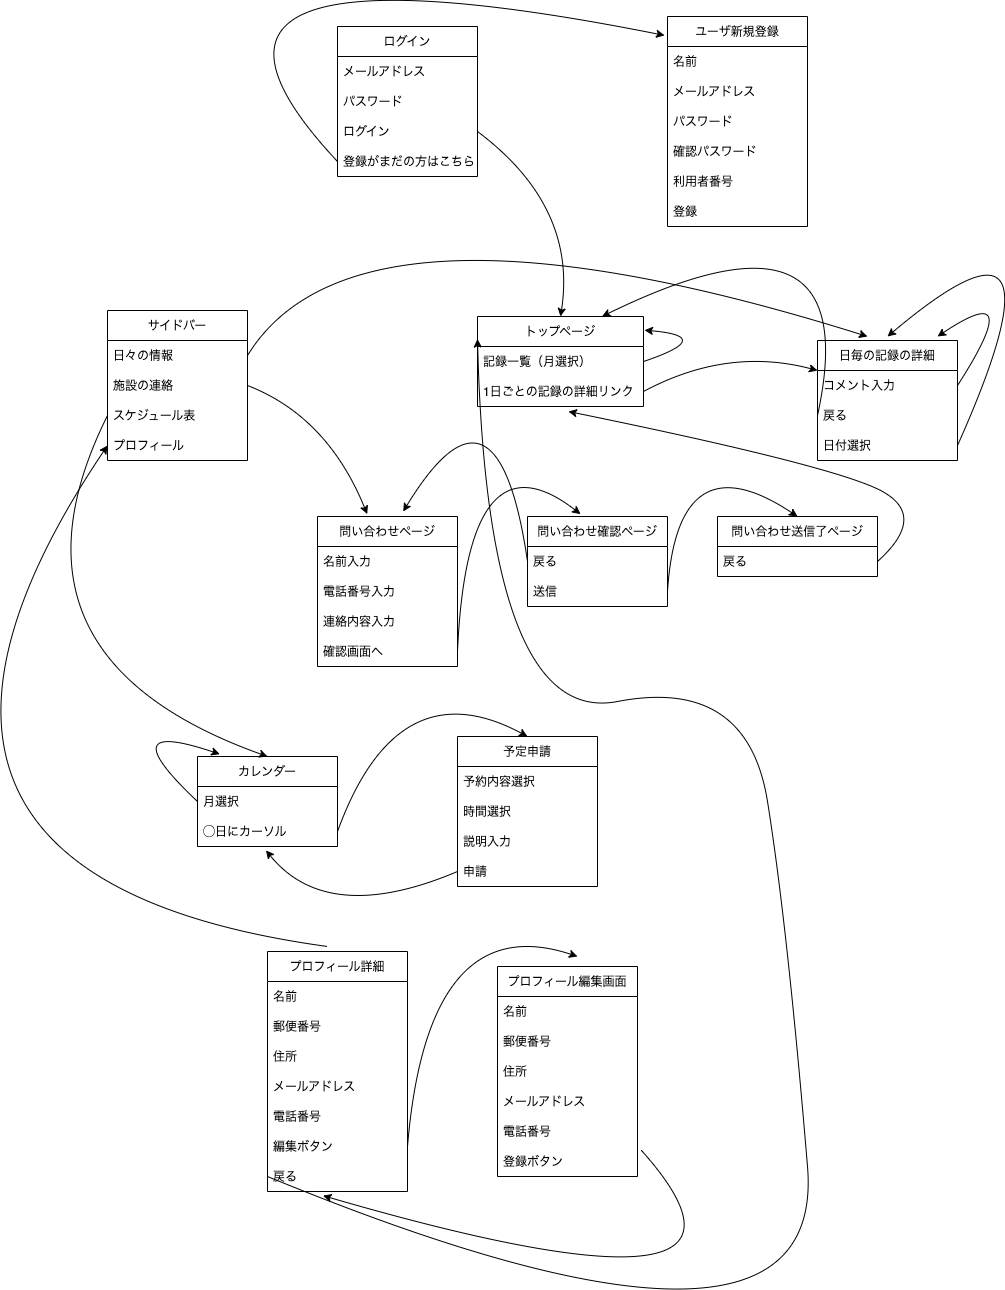 ログイン
メールアドレス
パスワード
ログイン
登録がまだの方はこちら
ユーザ新規登録
名前
メールアドレス
パスワード
確認パスワード
利用者番号
登録
サイドバー
日々の情報
施設の連絡
スケジュール表
プロフィール
トップページ
記録一覧（月選択）
1日ごとの記録の詳細リンク
日毎の記録の詳細
コメント入力
戻る
日付選択
問い合わせページ
名前入力
電話番号入力
連絡内容入力
確認画面へ
問い合わせ確認ページ
戻る
送信
問い合わせ送信了ページ
戻る
カレンダー
月選択
◯日にカーソル
予定申請
予約内容選択
時間選択
説明入力
申請
プロフィール詳細
名前
郵便番号
住所
メールアドレス
電話番号
編集ボタン
戻る
プロフィール編集画面
名前
郵便番号
住所
メールアドレス
電話番号
登録ボタン